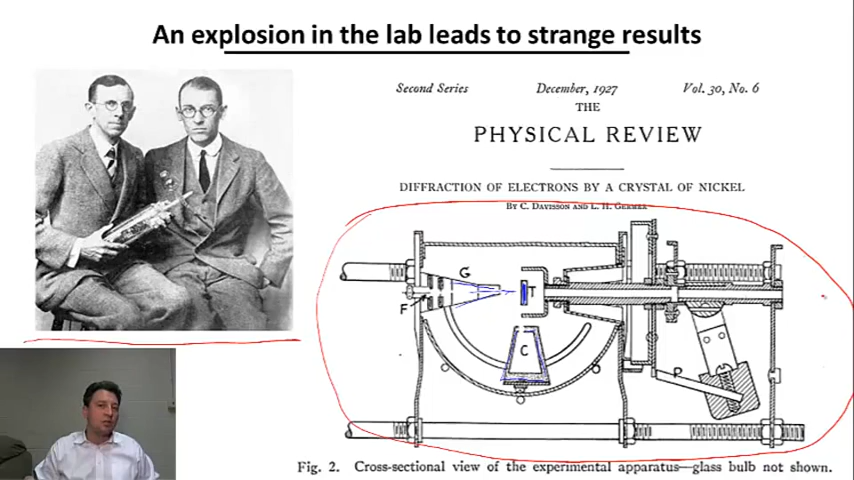 An explosion in the lab leads to strange results
Second Series December, 1927 Vol. 30, No. 6
THE
PHYSICAL REVIEW
DIFFRACTION OF ELECTRONS BY A CRYSTAL OF NICKEL
By C. Davisson and L. H. Germer
G
T
F
C
P
Fig. 2. Cross-sectional view of the experimental apparatus—glass bulb not shown.